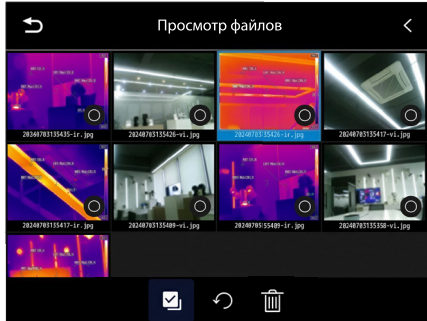 Просмотр файлов
20240703135435-ir.jpg
20240703135426-vi.jpg
20240703135426-ir.jpg
20240703135417-vi.jpg
20240703135417-ir.jpg
20240703135409-vi.jpg
20240703135409-ir.jpg
20240703135358-vi.jpg